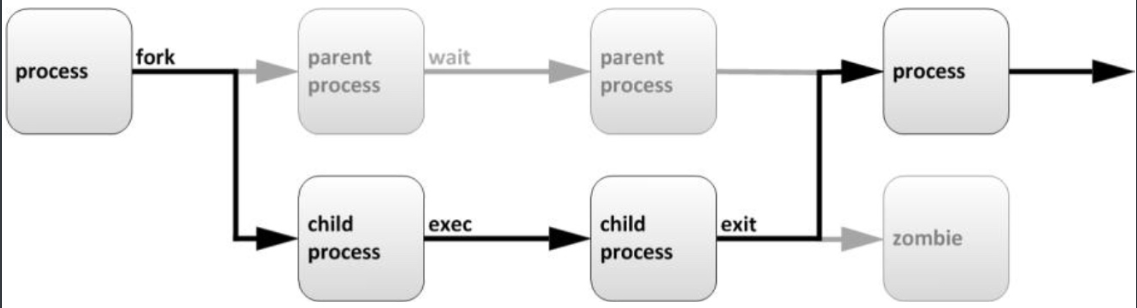 process
fork
parent
process
wait
parent
process
process
child
process
exec
child
process
exit
zombie